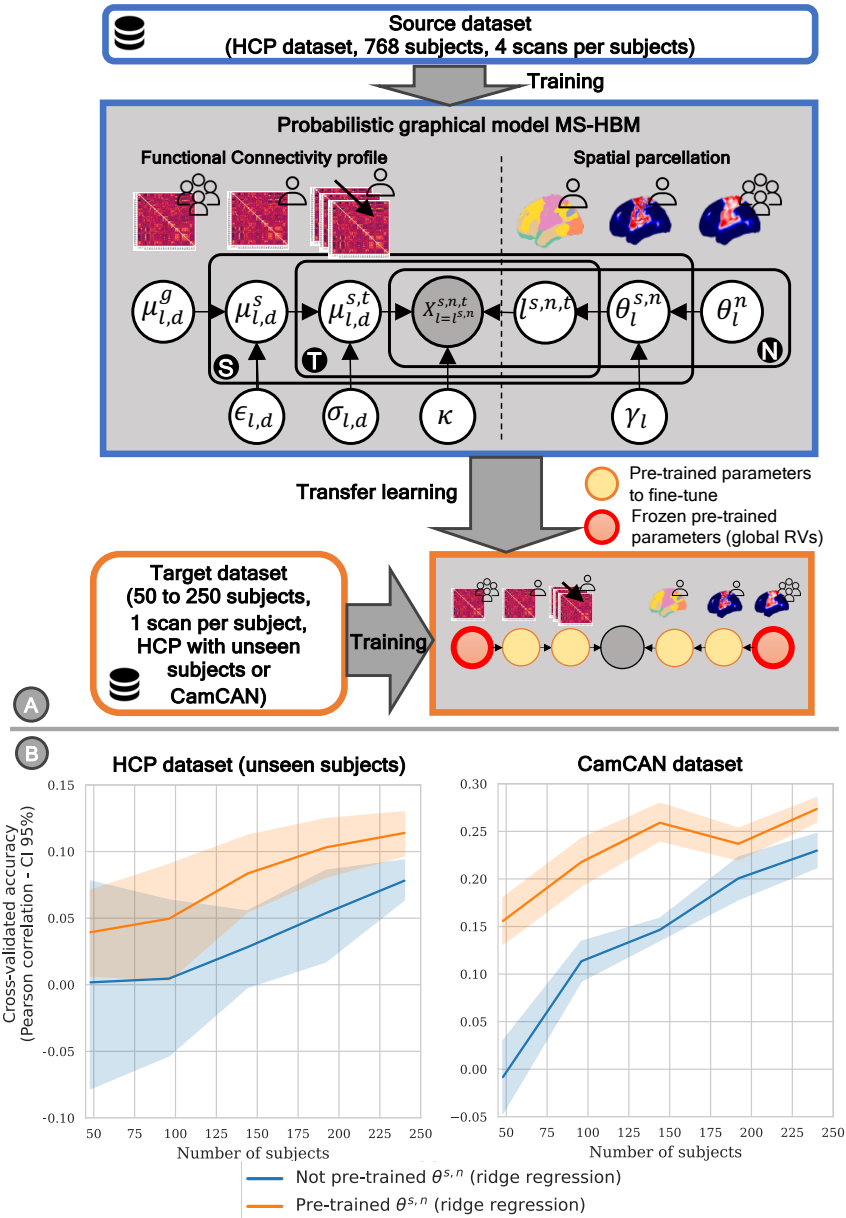 Source dataset
(HCP dataset, 768 subjects, 4 scans per subjects)
Training
Probabilistic graphical model MS-HBM
Functional Connectivity profile
Spatial parcellation
μ^g_{l,d}
μ^s_{l,d}
μ^{s,t}_{l,d}
X^{s,n,t}_{l=l^{s,n}}
l^{s,n,t}
θ^{s,n}_l
θ^n_l
S
T
N
ϵ_{l,d}
σ_{l,d}
κ
γ_l
Transfer learning
Pre-trained parameters
to fine-tune
Frozen pre-trained
parameters (global RVs)
Target dataset
(50 to 250 subjects,
1 scan per subject,
HCP with unseen
subjects or
CamCAN)
Training
A
B
HCP dataset (unseen subjects)
Cross-validated accuracy
(Pearson correlation - CI 95%)
0.15
0.10
0.05
0.00
-0.05
-0.10
50 75 100 125 150 175 200 225 250
Number of subjects
CamCAN dataset
0.30
0.25
0.20
0.15
0.10
0.05
0.00
−0.05
50 75 100 125 150 175 200 225 250
Number of subjects
Not pre-trained θ^{s,n} (ridge regression)
Pre-trained θ^{s,n} (ridge regression)